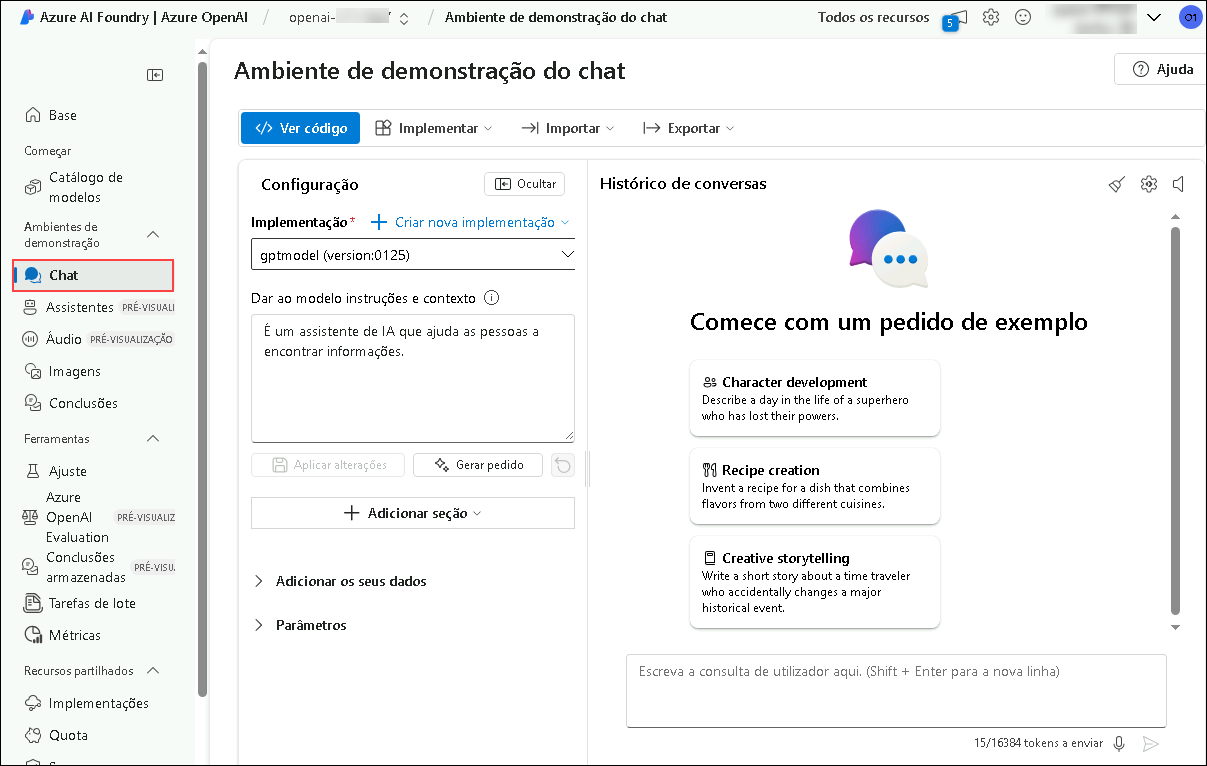 Azure AI Foundry | Azure OpenAI / openai- / Ambiente de demonstração do chat
Todos os recursos 5 O1
Base
Começar
Catálogo de
modelos
Ambientes de
demonstração
Chat
Assistentes PRÉ-VISUALI
Áudio PRÉ-VISUALIZAÇÃO
Imagens
Conclusões
Ferramentas
Ajuste
Azure
OpenAI PRÉ-VISUALIZ
Evaluation
Conclusões
armazenadas PRÉ-VISU.
Tarefas de lote
Métricas
Recursos partilhados
Implementações
Quota
Ambiente de demonstração do chat
Ajuda
Ver código Implementar Importar Exportar
Configuração Ocultar
Implementação* Criar nova implementação
gptmodel (version:0125)
Dar ao modelo instruções e contexto
É um assistente de IA que ajuda as pessoas a
encontrar informações.
Aplicar alterações Gerar pedido
Adicionar seção
Adicionar os seus dados
Parâmetros
Histórico de conversas
Comece com um pedido de exemplo
Character development
Describe a day in the life of a superhero
who has lost their powers.
Recipe creation
Invent a recipe for a dish that combines
flavors from two different cuisines.
Creative storytelling
Write a short story about a time traveler
who accidentally changes a major
historical event.
Escreva a consulta de utilizador aqui. (Shift + Enter para a nova linha)
15/16384 tokens a enviar